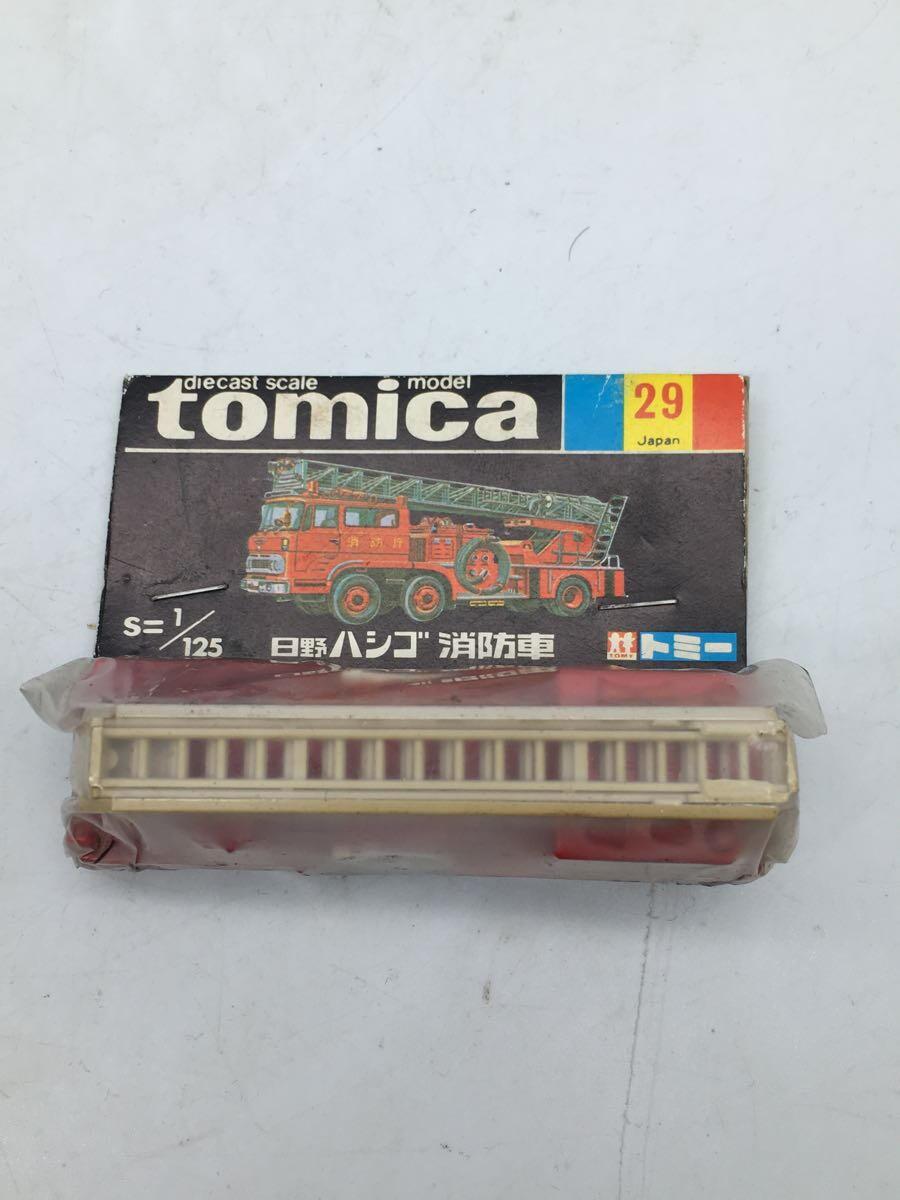 diecast scale model
tomica
29
Japan
消防庁
S=1/125
日野 ハシゴ 消防車
TOMY
トミー